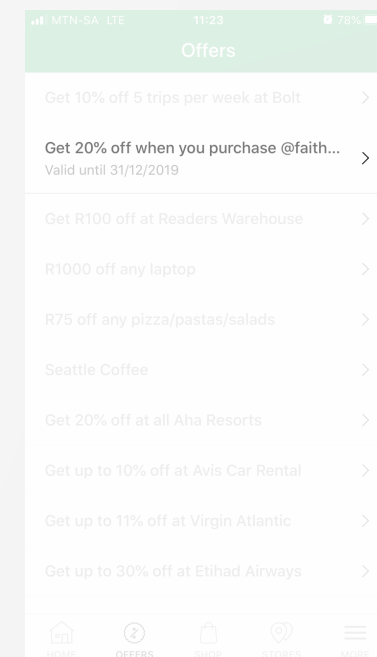 MTN-SA LTE 11:23 78%
Offers
Get 10% off 5 trips per week at Bolt
Get 20% off when you purchase @faith...
Valid until 31/12/2019
Get R100 off at Readers Warehouse
R1000 off any laptop
R75 off any pizza/pastas/salads
Seattle Coffee
Get 20% off at all Aha Resorts
Get up to 10% off at Avis Car Rental
Get up to 11% off at Virgin Atlantic
Get up to 30% off at Etihad Airways
HOME OFFERS SHOP STORES MORE